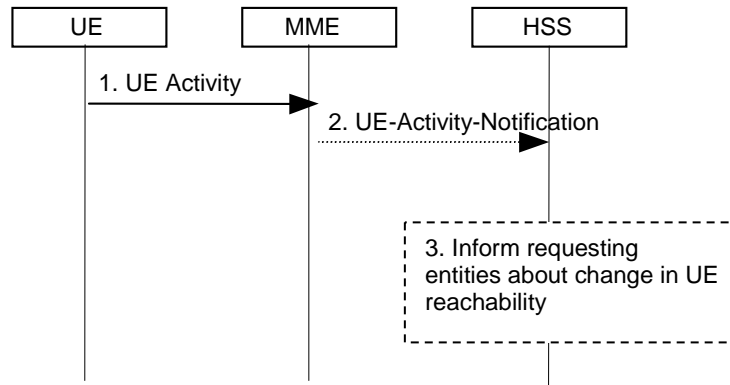 UE
MME
HSS
1. UE Activity
2. UE-Activity-Notification
3. Inform requesting
entities about change in UE
reachability